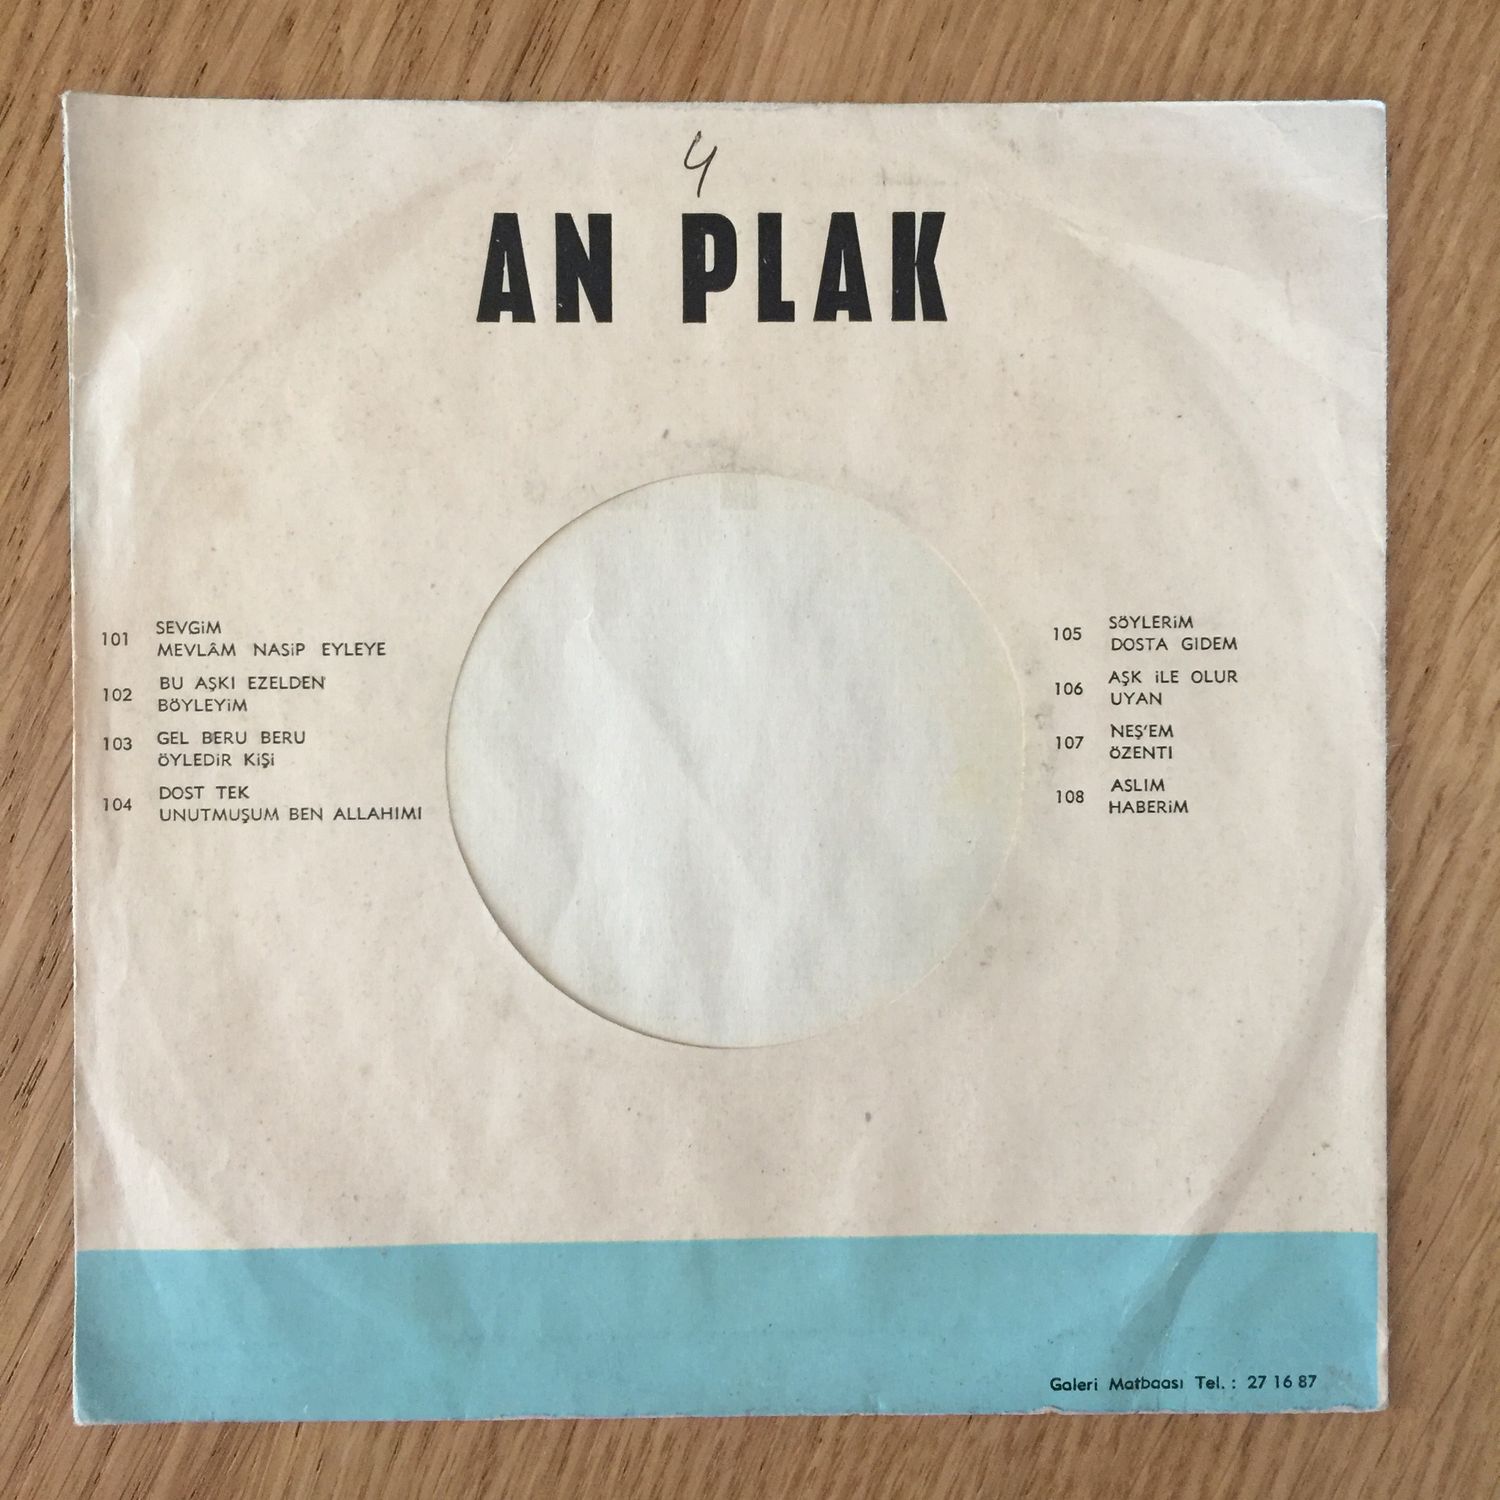 4
AN PLAK
101 SEVGİM
MEVLÂM NASİP EYLEYE
102 BU AŞKI EZELDEN
BÖYLEYİM
103 GEL BERU BERU
ÖYLEDİR KİŞİ
104 DOST TEK
UNUTMUŞUM BEN ALLAHIMI
105 SÖYLERİM
DOSTA GIDEM
106 AŞK İLE OLUR
UYAN
107 NEŞ'EM
ÖZENTI
108 ASLIM
HABERİM
Galeri Matbaası Tel. : 27 16 87